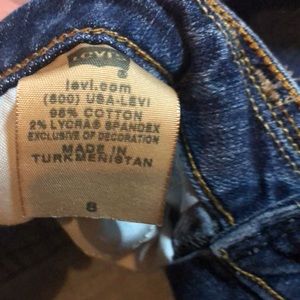 LEVI'S
levi.com
(800) USA-LEVI
98% COTTON
2% LYCRA® SPANDEX
EXCLUSIVE OF DECORATION
MADE IN
TURKMENISTAN
8